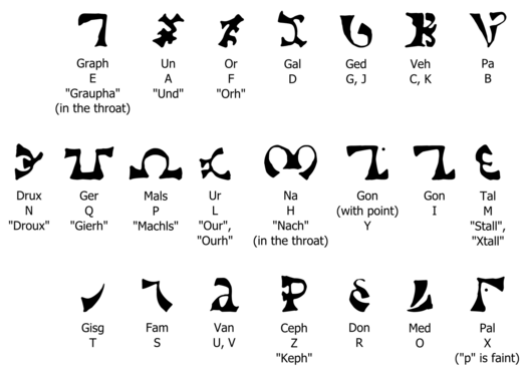 Graph Un Or Gal Ged Veh Pa
E A F D G, J C, K B
"Graupha" "Und" "Orh"
(in the throat)
Drux Ger Mals Ur Na Gon Gon Tal
N Q P L H (with point) I M
"Droux" "Gierh" "Machls" "Our", "Nach" Y "Stall",
"Ourh" (in the throat) "Xtall"
Gisg Fam Van Ceph Don Med Pal
T S U, V Z R O X
"Keph" ("p" is faint)